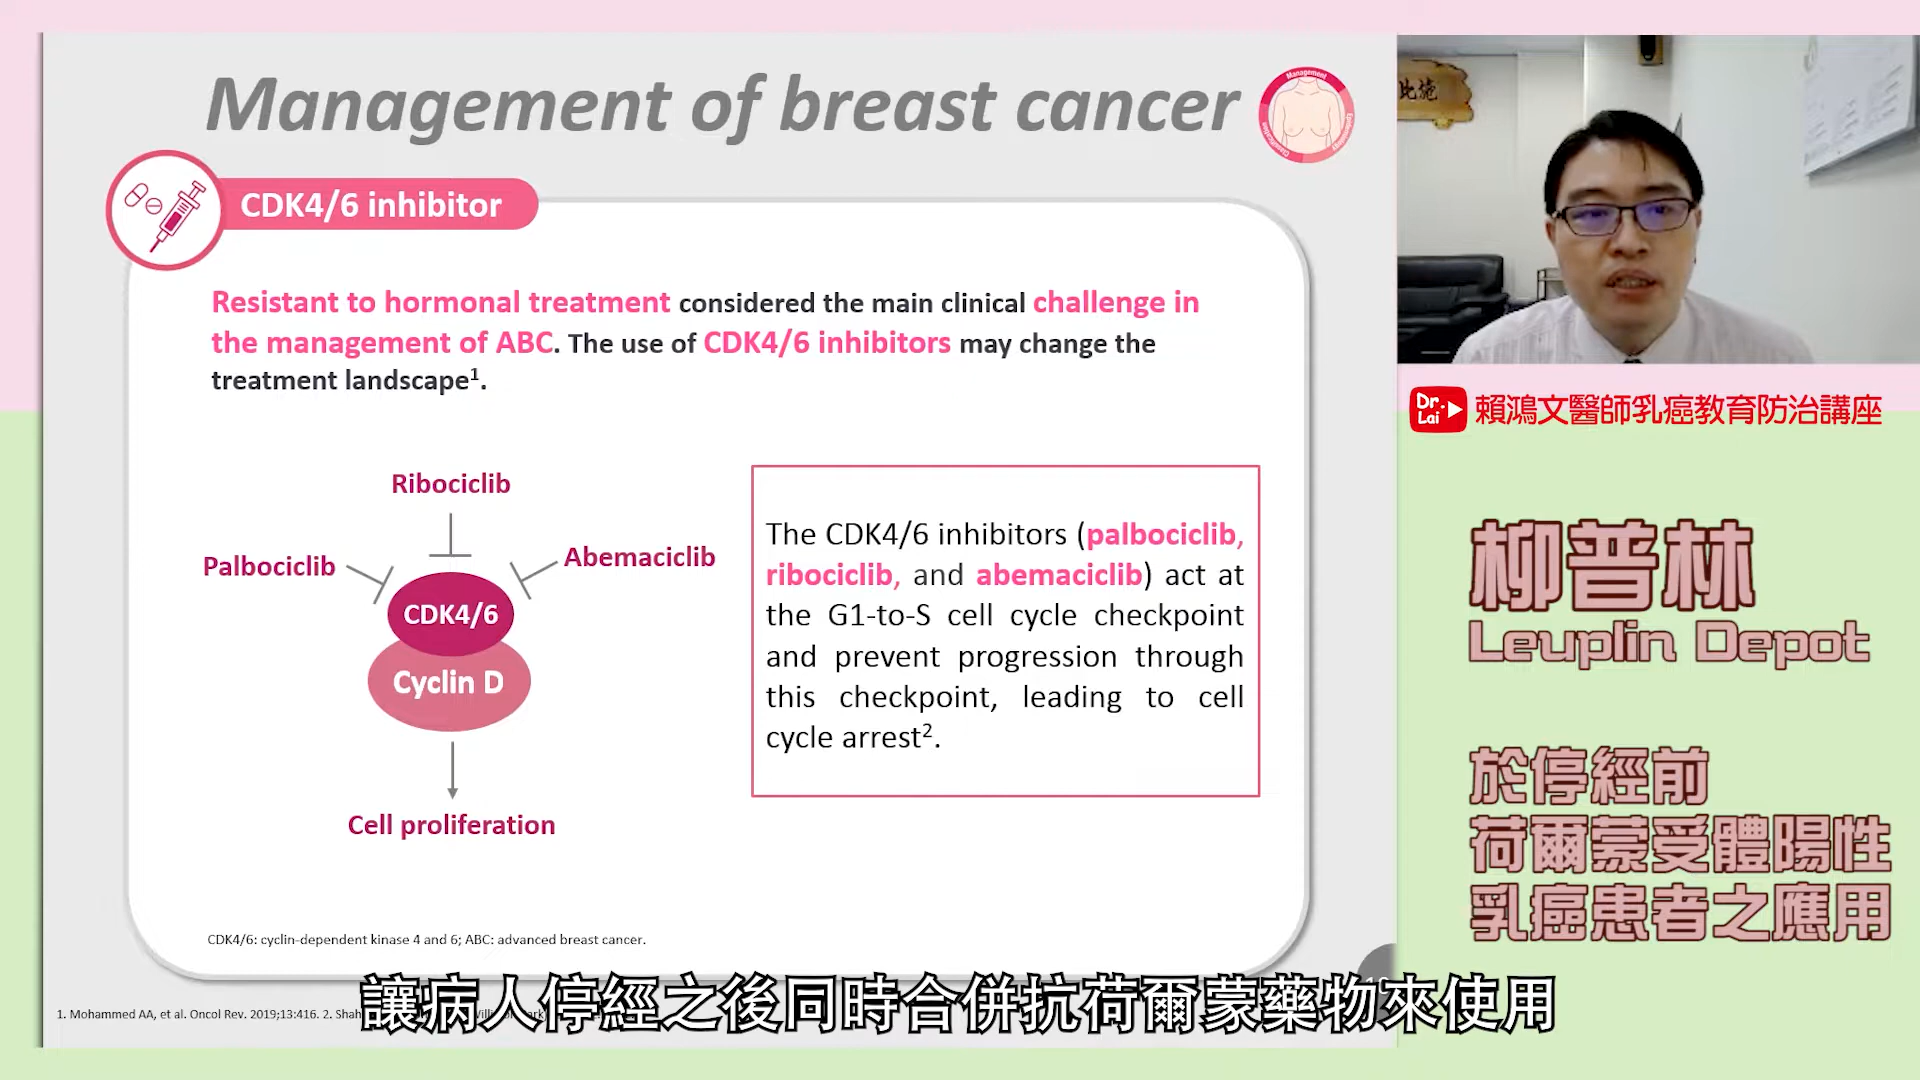 Management of breast cancer
Management
Epidemiology
Classification
CDK4/6 inhibitor
Resistant to hormonal treatment considered the main clinical challenge in
the management of ABC. The use of CDK4/6 inhibitors may change the
treatment landscape¹.
Ribociclib
Palbociclib
Abemaciclib
CDK4/6
Cyclin D
Cell proliferation
The CDK4/6 inhibitors (palbociclib,
ribociclib, and abemaciclib) act at
the G1-to-S cell cycle checkpoint
and prevent progression through
this checkpoint, leading to cell
cycle arrest².
CDK4/6: cyclin-dependent kinase 4 and 6; ABC: advanced breast cancer.
1. Mohammed AA, et al. Oncol Rev. 2019;13:416. 2. Shah
讓病人停經之後同時合併抗荷爾蒙藥物來使用
Dr.
Lai
賴鴻文醫師乳癌教育防治講座
柳普林
Leuplin Depot
於停經前
荷爾蒙受體陽性
乳癌患者之應用